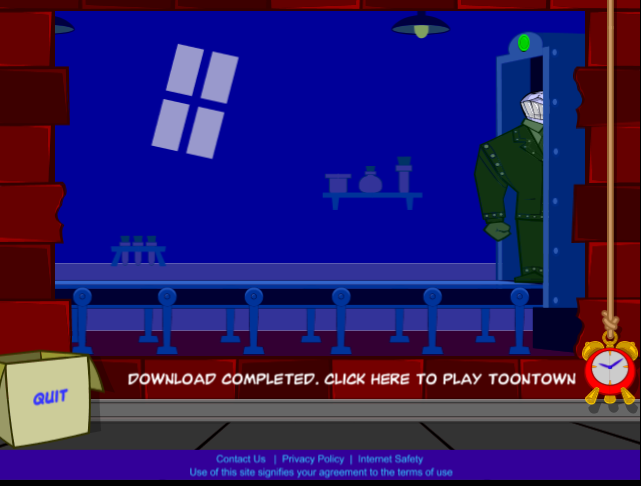 QUIT
DOWNLOAD COMPLETED. CLICK HERE TO PLAY TOONTOWN
Contact Us | Privacy Policy | Internet Safety
Use of this site signifies your agreement to the terms of use